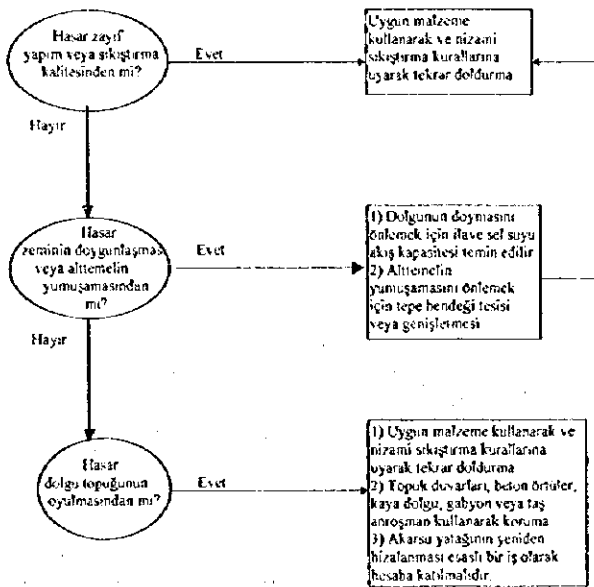 Hasar zayıf
yapım veya sıkıştırma
kalitesinden mi?
Evet
Uygun malzeme
kullanarak ve nizami
sıkıştırma kurallarına
uyarak tekrar doldurma
Hayır
Hasar
zeminin doygunlaşması
veya alttemelin
yumuşamasından
mı?
Evet
1) Dolgunun doymasını
önlemek için ilave sel suyu
akış kapasitesi temin edilir
2) Alttemelin
yumuşamasını önlemek
için tepe hendeği tesisi
veya genişletmesi
Hayır
Hasar
dolgu topuğunun
oyulmasından mı?
Evet
1) Uygun malzeme kullanarak ve
nizami sıkıştırma kurallarına
uyarak tekrar doldurma
2) Topuk duvarları, beton örtüler,
kaya dolgu, gabyon veya taş
anroşman kullanarak koruma
3) Akarsu yatağının yeniden
hizalanması esaslı bir iş olarak
hesaba katılmalıdır.